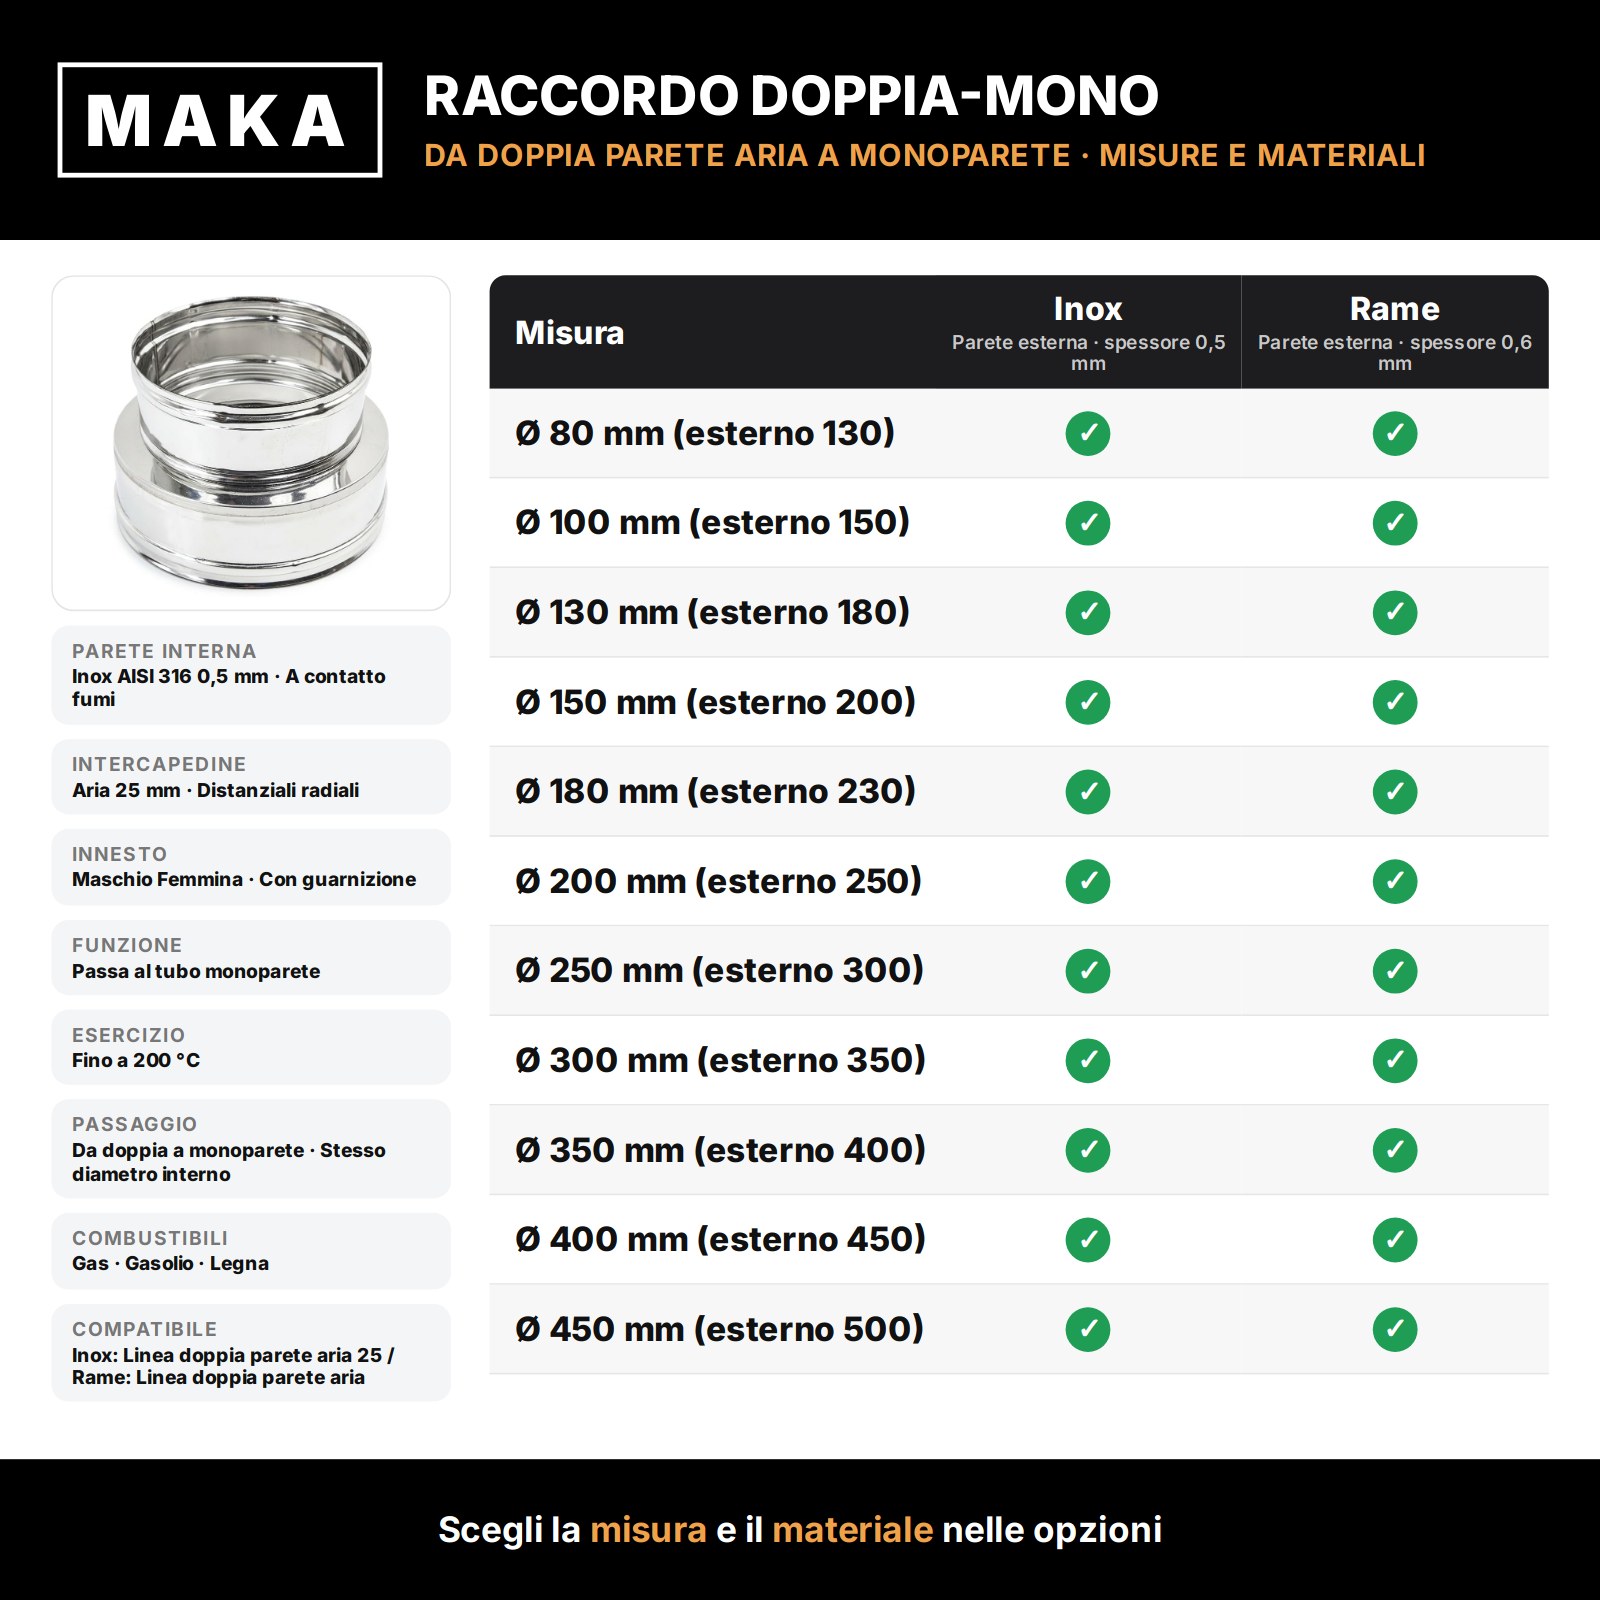 MAKA
RACCORDO DOPPIA-MONO
DA DOPPIA PARETE ARIA A MONOPARETE · MISURE E MATERIALI
PARETE INTERNA
Inox AISI 316 0,5 mm · A contatto
fumi
INTERCAPEDINE
Aria 25 mm · Distanziali radiali
INNESTO
Maschio Femmina · Con guarnizione
FUNZIONE
Passa al tubo monoparete
ESERCIZIO
Fino a 200 °C
PASSAGGIO
Da doppia a monoparete · Stesso
diametro interno
COMBUSTIBILI
Gas · Gasolio · Legna
COMPATIBILE
Inox: Linea doppia parete aria 25 /
Rame: Linea doppia parete aria
Misura
Inox
Parete esterna · spessore 0,5
mm
Rame
Parete esterna · spessore 0,6
mm
Ø 80 mm (esterno 130) ✓ ✓
Ø 100 mm (esterno 150) ✓ ✓
Ø 130 mm (esterno 180) ✓ ✓
Ø 150 mm (esterno 200) ✓ ✓
Ø 180 mm (esterno 230) ✓ ✓
Ø 200 mm (esterno 250) ✓ ✓
Ø 250 mm (esterno 300) ✓ ✓
Ø 300 mm (esterno 350) ✓ ✓
Ø 350 mm (esterno 400) ✓ ✓
Ø 400 mm (esterno 450) ✓ ✓
Ø 450 mm (esterno 500) ✓ ✓
Scegli la misura e il materiale nelle opzioni